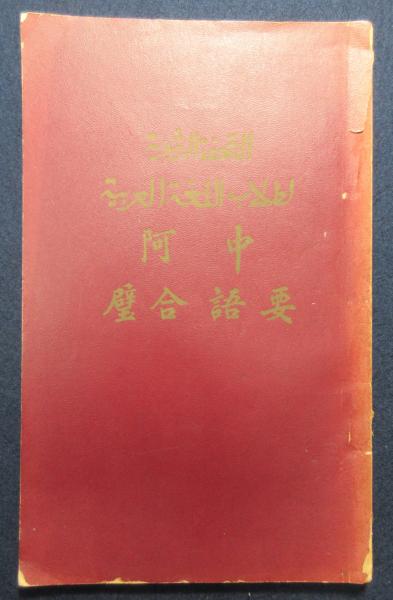 لطلاب اللغة العربية
中阿
要語合璧